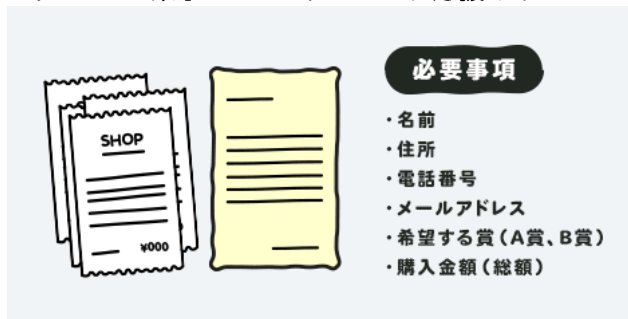 SHOP
¥000
必要事項
・名前
・住所
・電話番号
・メールアドレス
・希望する賞（A賞、B賞）
・購入金額（総額）